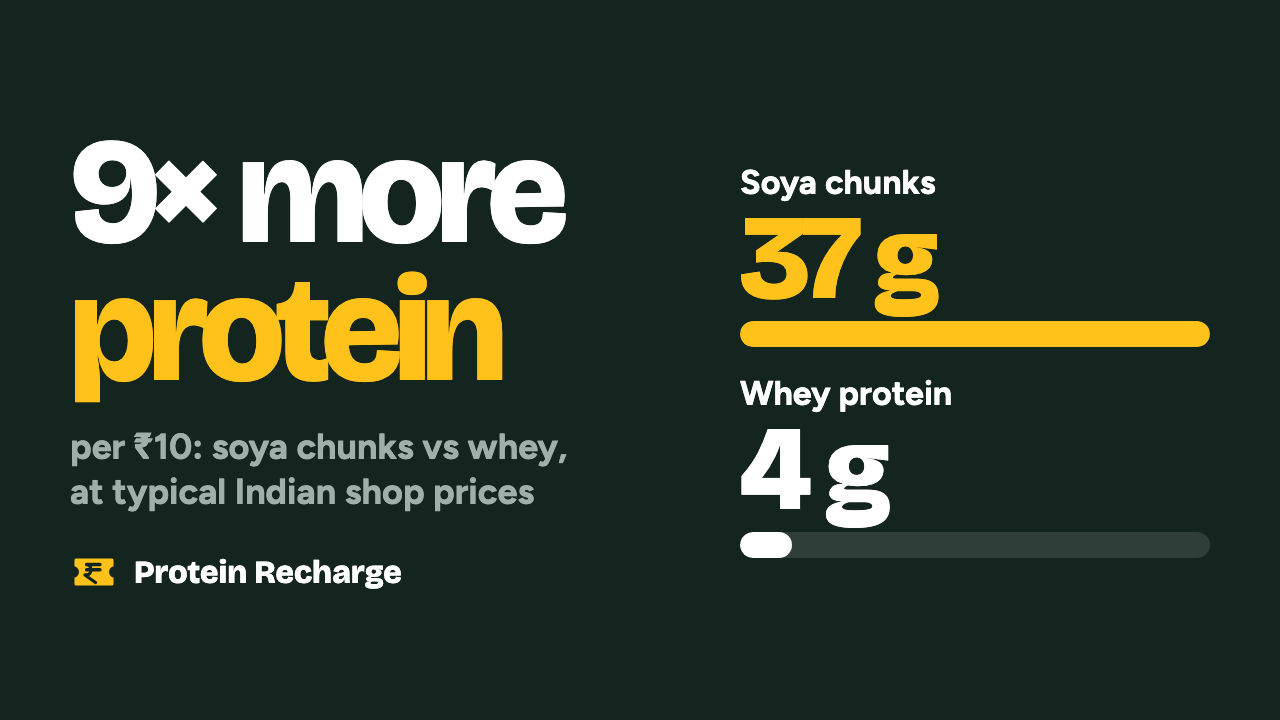 9× more
protein
per ₹10: soya chunks vs whey,
at typical Indian shop prices
₹ Protein Recharge
Soya chunks
37 g
Whey protein
4 g